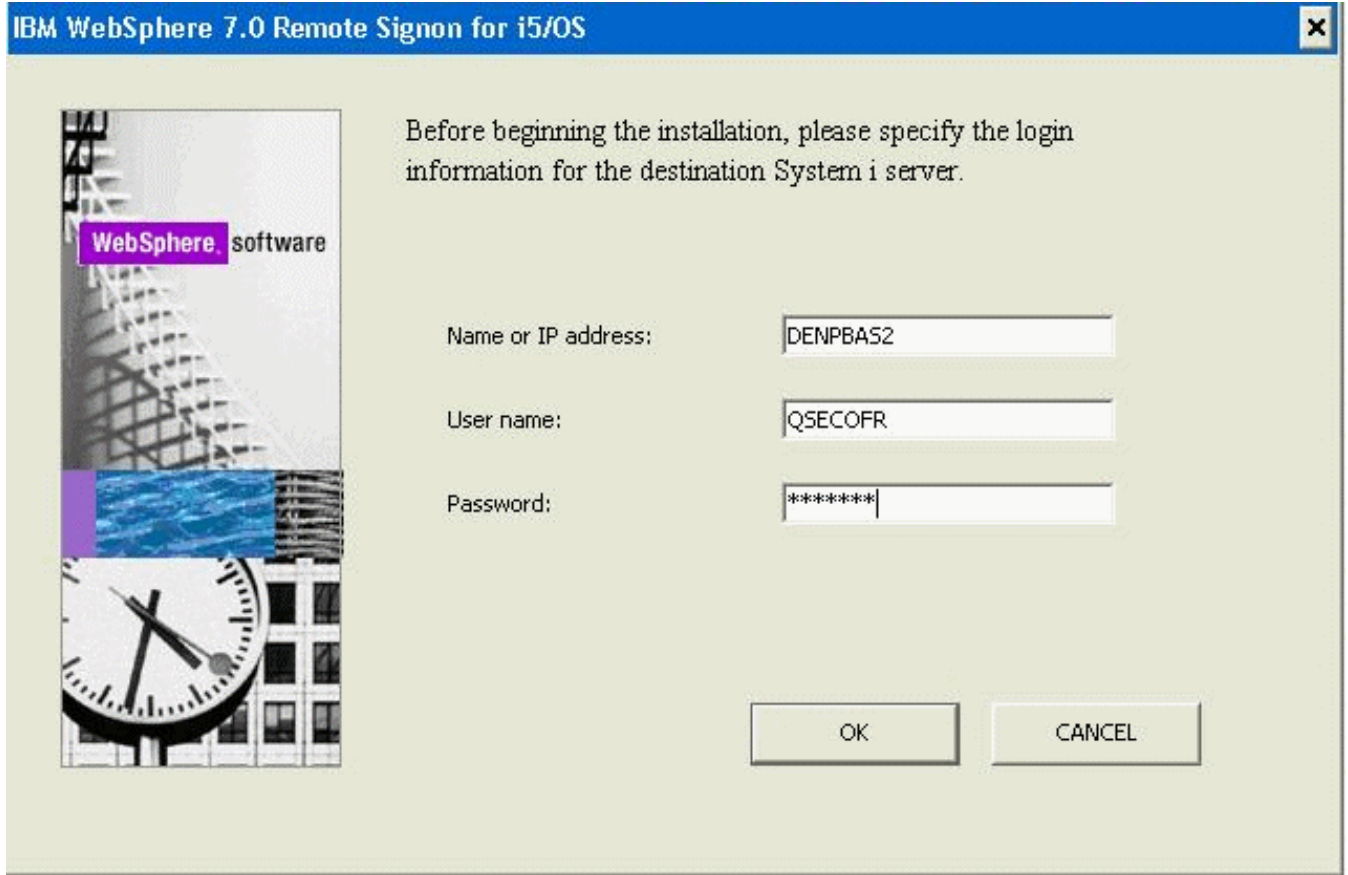 IBM WebSphere 7.0 Remote Signon for i5/OS
Before beginning the installation, please specify the login
information for the destination System i server.
WebSphere. software
Name or IP address: DENPBAS2
User name: QSECOFR
Password: *******
OK CANCEL